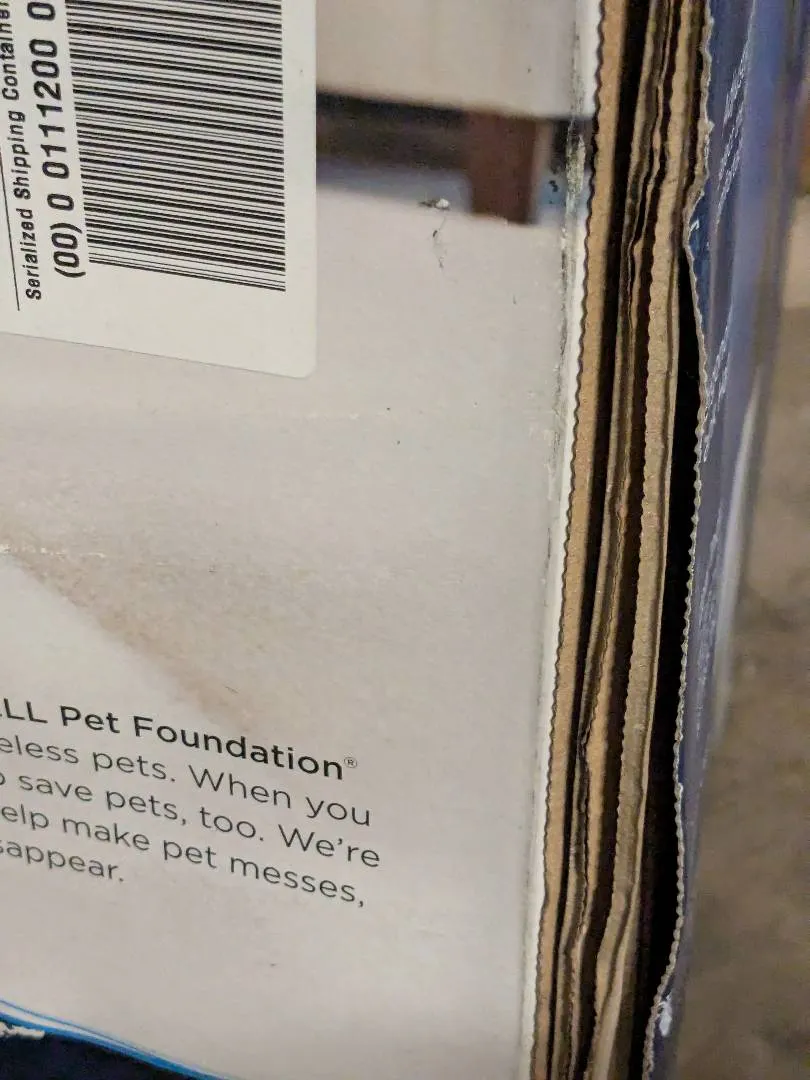 Serialized Shipping Container
(00) 0 0111200 0
LL Pet Foundation®
eless pets. When you
save pets, too. We're
elp make pet messes,
sappear.